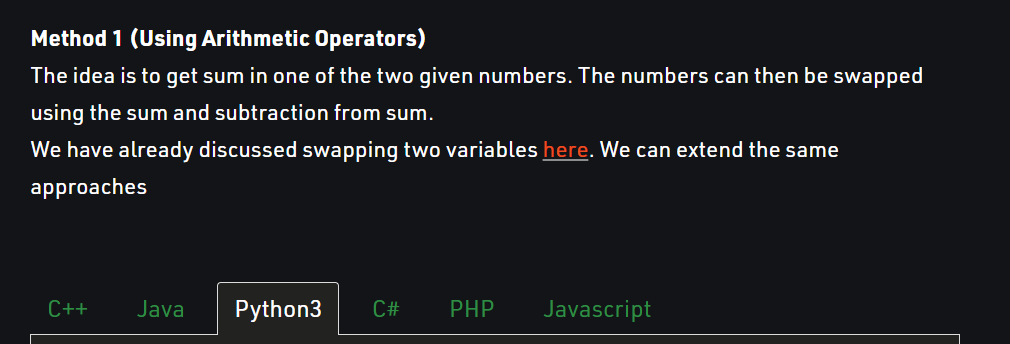 Method 1 (Using Arithmetic Operators)
The idea is to get sum in one of the two given numbers. The numbers can then be swapped
using the sum and subtraction from sum.
We have already discussed swapping two variables here. We can extend the same
approaches
C++ Java Python3 C# PHP Javascript